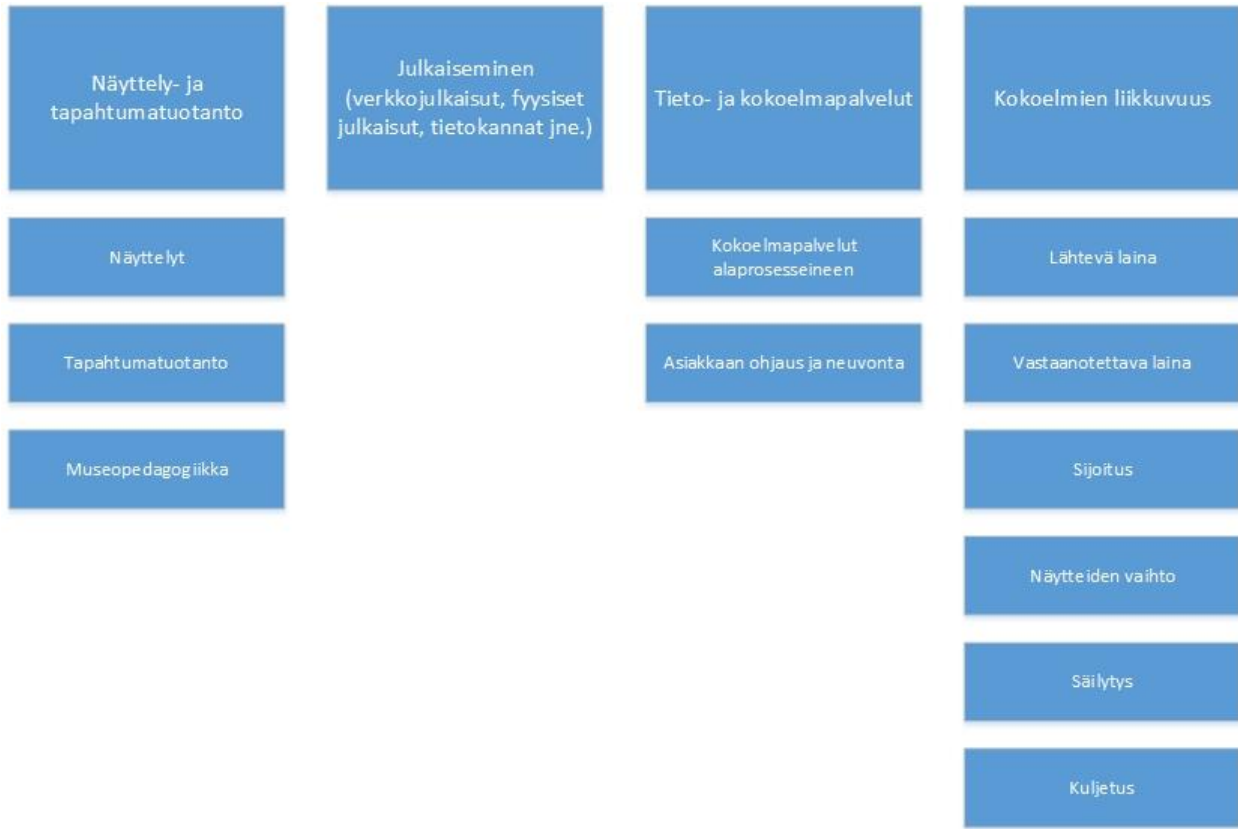 Näyttely- ja
tapahtumatuotanto
Näyttelyt
Tapahtumatuotanto
Museopedagogiikka
Julkaiseminen
(verkkojulkaisut, fyysiset
julkaisut, tietokannat jne.)
Tieto- ja kokoelmapalvelut
Kokoelmapalvelut
alaprosesseineen
Asiakkaan ohjaus ja neuvonta
Kokoelmien liikkuvuus
Lähtevä laina
Vastaanotettava laina
Sijoitus
Näytteiden vaihto
Säilytys
Kuljetus